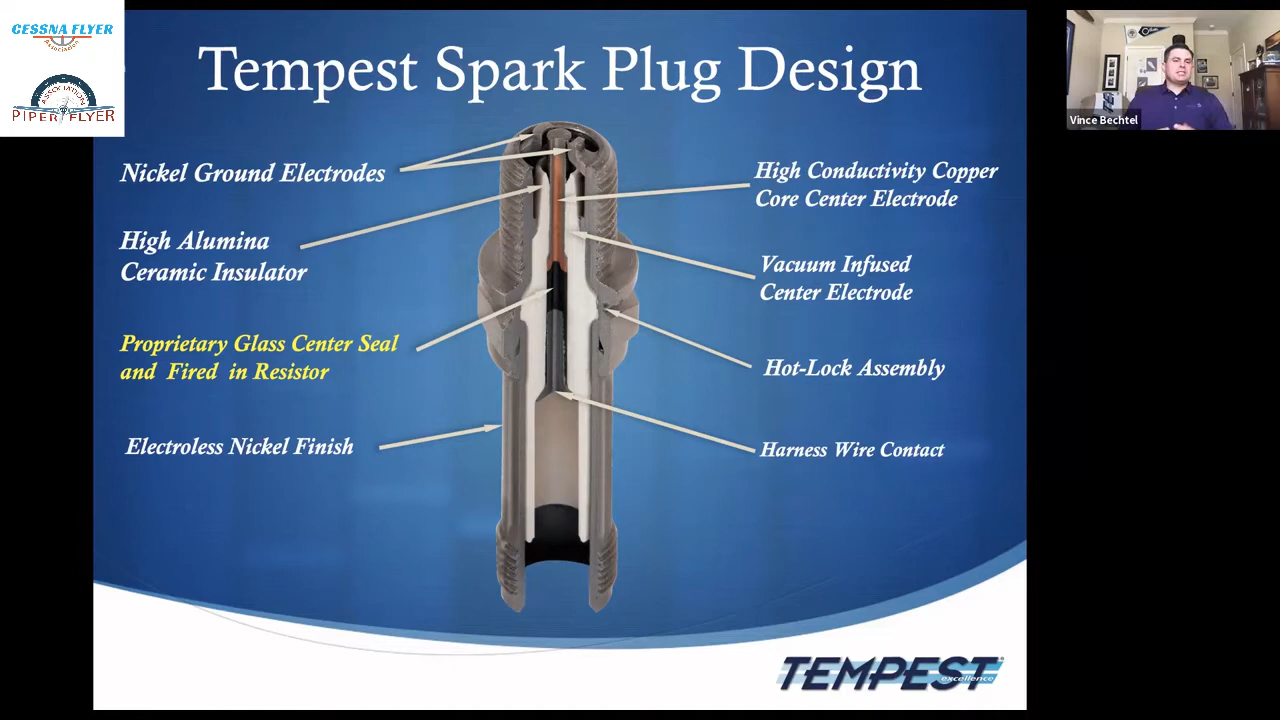 CESSNA FLYER
Association
ASSOCIATION
PIPER FLYER
Tempest Spark Plug Design
Vince Bechtel
Nickel Ground Electrodes
High Alumina
Ceramic Insulator
Proprietary Glass Center Seal
and Fired in Resistor
Electroless Nickel Finish
High Conductivity Copper
Core Center Electrode
Vacuum Infused
Center Electrode
Hot-Lock Assembly
Harness Wire Contact
TEMPEST
excellence